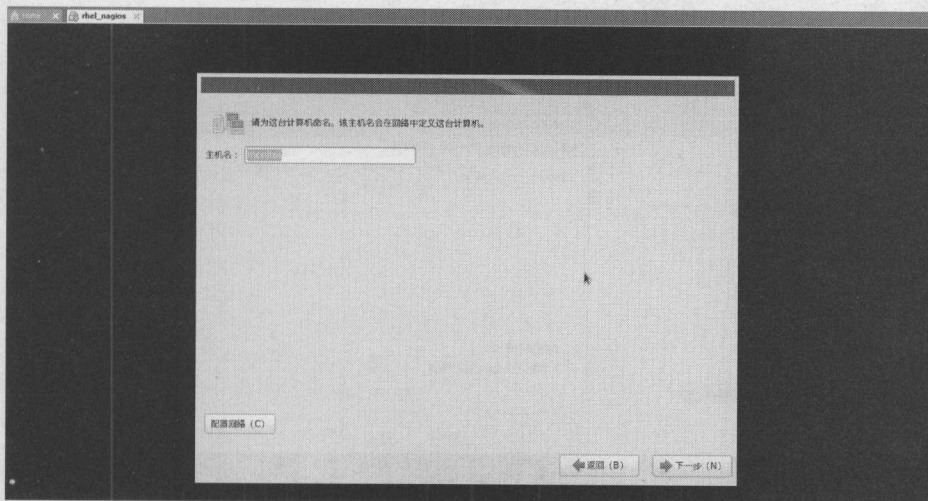 Home
rhel_nagios
请为这台计算机命名。该主机名会在网络中定义这台计算机。
主机名：
配置网络（C）
返回（B）
下一步（N）